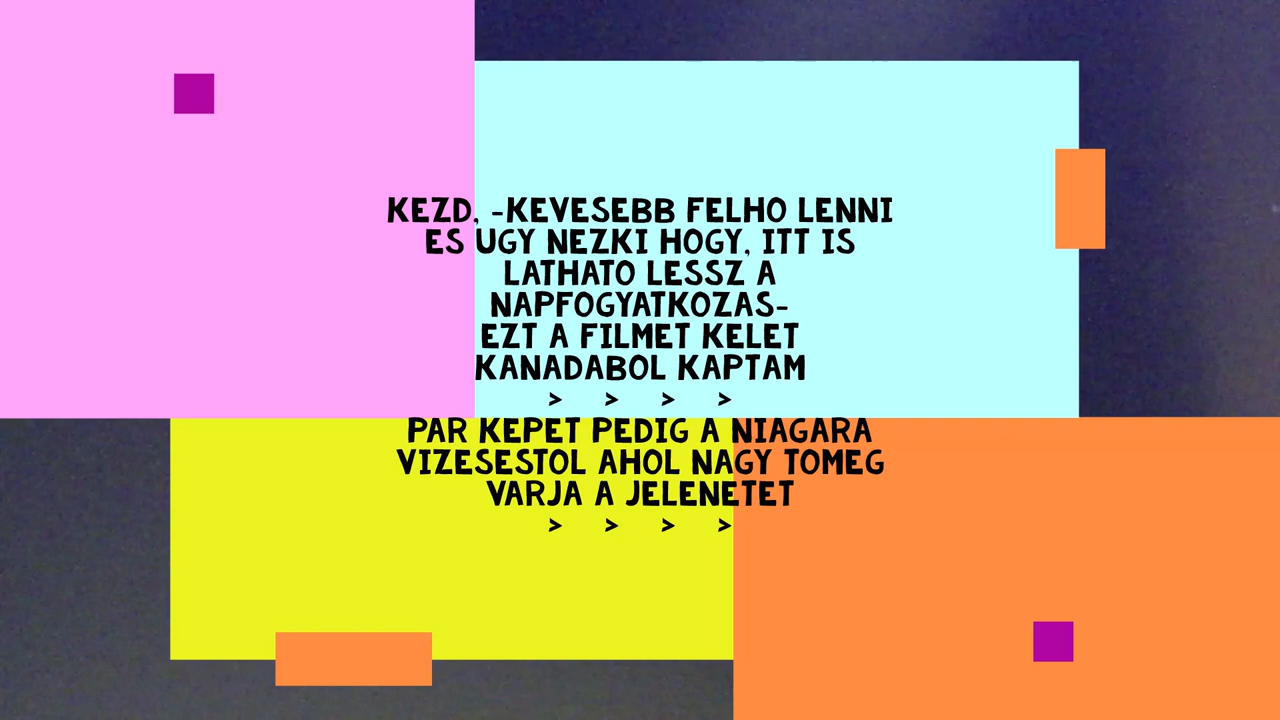 KEZD, -KEVESEBB FELHO LENNI
ES UGY NEZKI HOGY, ITT IS
LATHATO LESSZ A
NAPFOGYATKOZAS-
EZT A FILMET KELET
KANADABOL KAPTAM
> > > >
PAR KEPET PEDIG A NIAGARA
VIZESESTOL AHOL NAGY TOMEG
VARJA A JELENETET
> > > >